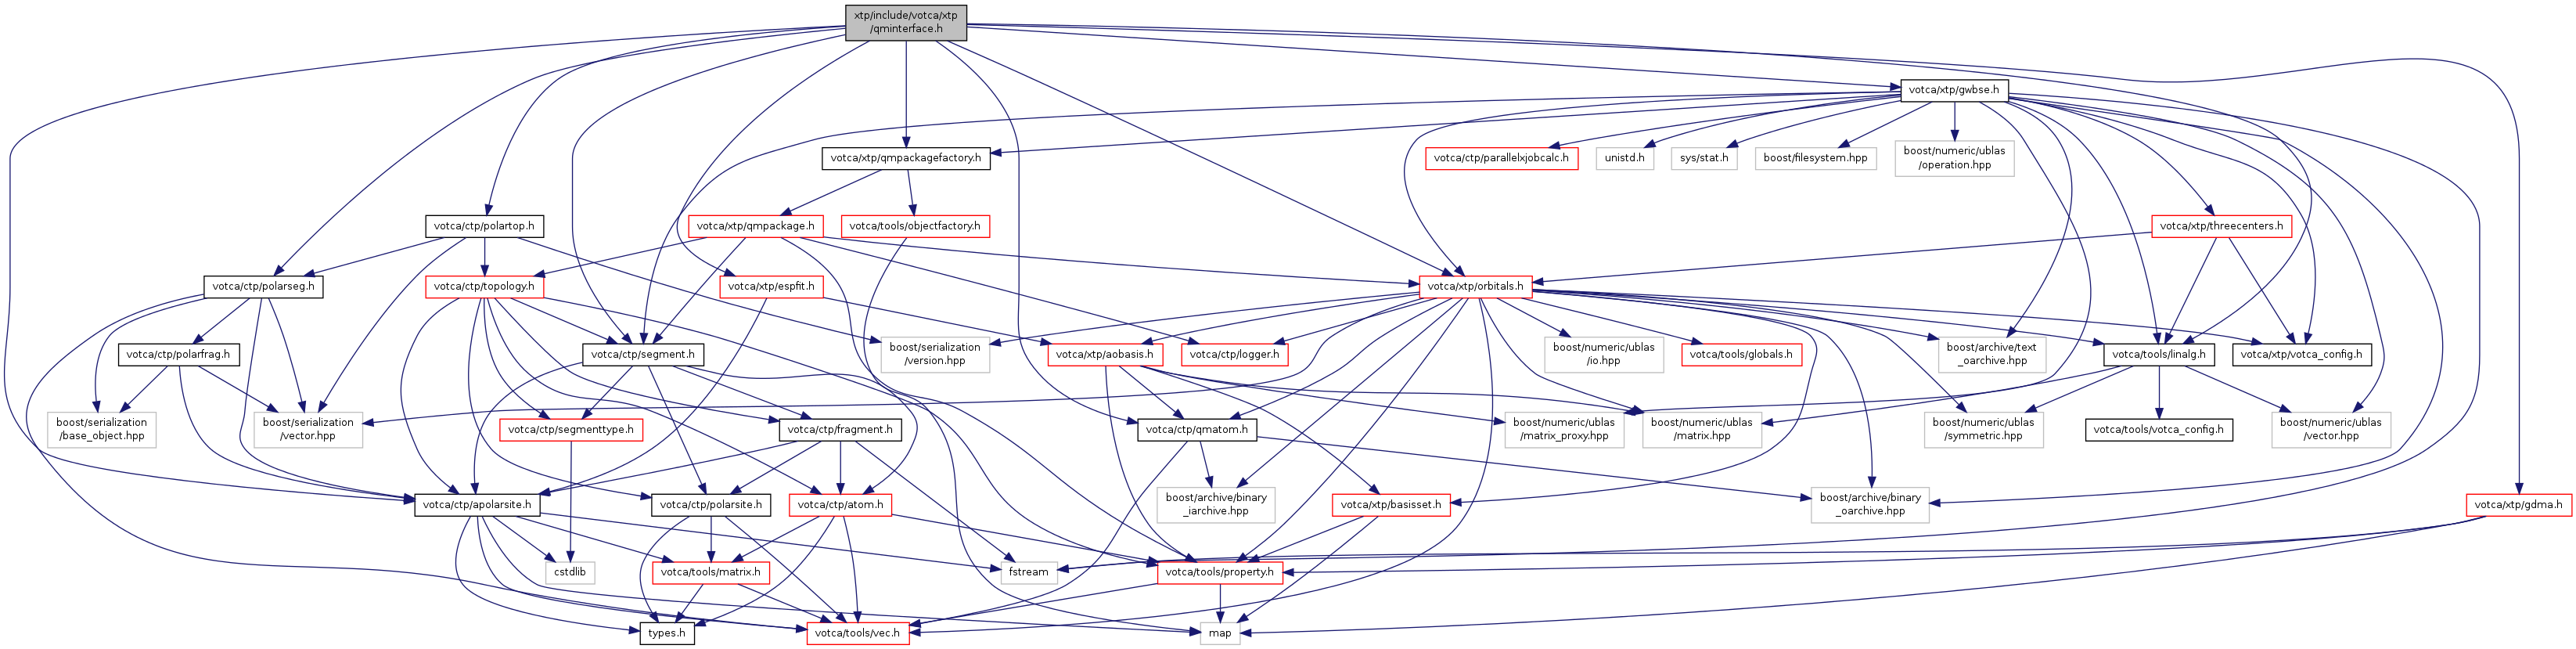 xtp/include/votca/xtp
/qminterface.h
votca/xtp/gwbse.h
votca/xtp/qmpackagefactory.h
votca/ctp/parallelxjobcalc.h
unistd.h
sys/stat.h
boost/filesystem.hpp
boost/numeric/ublas
/operation.hpp
votca/ctp/polartop.h
votca/xtp/qmpackage.h
votca/tools/objectfactory.h
votca/xtp/threecenters.h
votca/ctp/polarseg.h
votca/ctp/topology.h
votca/xtp/espfit.h
votca/xtp/orbitals.h
votca/ctp/polarfrag.h
votca/ctp/segment.h
boost/serialization
/version.hpp
votca/xtp/aobasis.h
votca/ctp/logger.h
boost/numeric/ublas
/io.hpp
votca/tools/globals.h
boost/archive/text
_oarchive.hpp
votca/tools/linalg.h
votca/xtp/votca_config.h
boost/serialization
/base_object.hpp
boost/serialization
/vector.hpp
votca/ctp/segmenttype.h
votca/ctp/fragment.h
votca/ctp/qmatom.h
boost/numeric/ublas
/matrix_proxy.hpp
boost/numeric/ublas
/matrix.hpp
boost/numeric/ublas
/symmetric.hpp
votca/tools/votca_config.h
boost/numeric/ublas
/vector.hpp
votca/ctp/apolarsite.h
votca/ctp/polarsite.h
votca/ctp/atom.h
boost/archive/binary
_iarchive.hpp
votca/xtp/basisset.h
boost/archive/binary
_oarchive.hpp
votca/xtp/gdma.h
cstdlib
votca/tools/matrix.h
fstream
votca/tools/property.h
types.h
votca/tools/vec.h
map